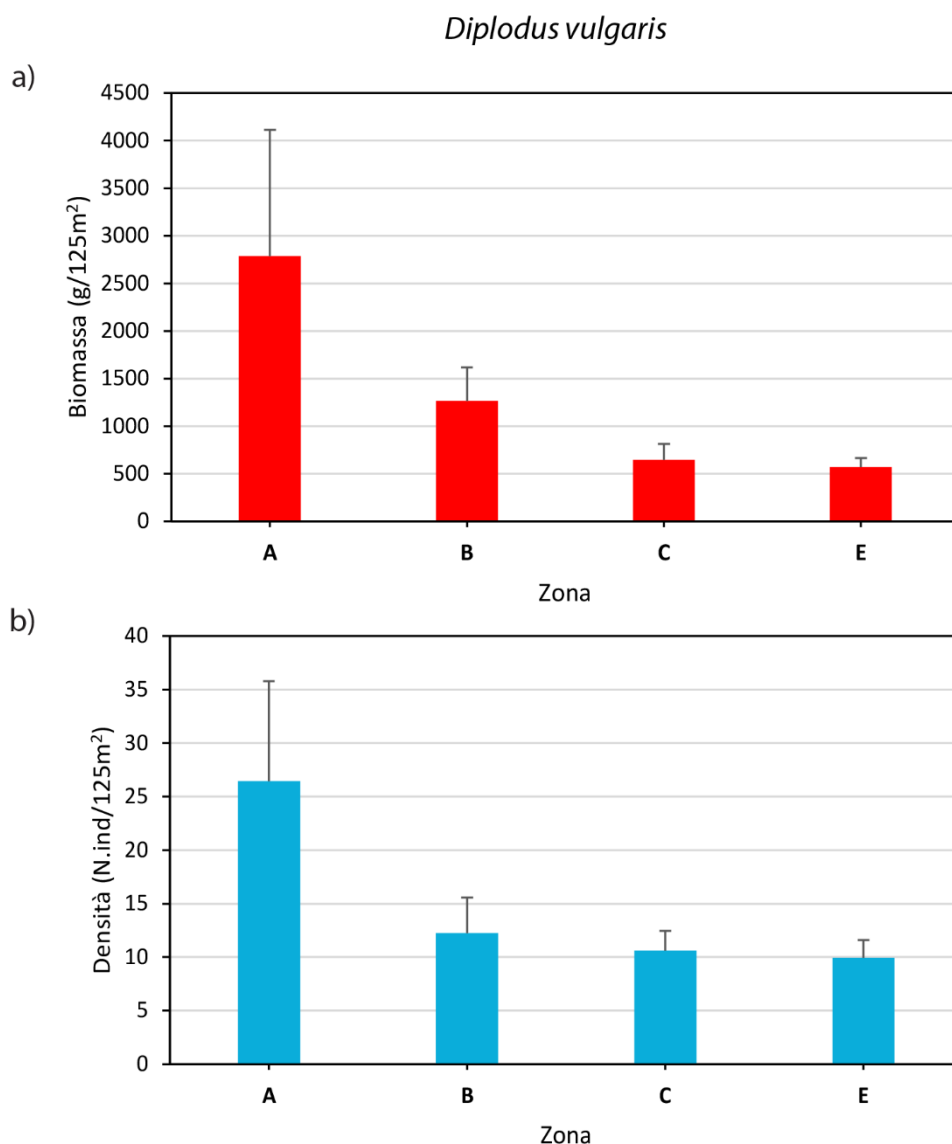 Diplodus vulgaris
a)
4500
4000
3500
3000
2500
2000
1500
1000
500
0
Biomassa (g/125m²)
A B C E
Zona
b)
40
35
30
25
20
15
10
5
0
Densità (N.ind/125m²)
A B C E
Zona